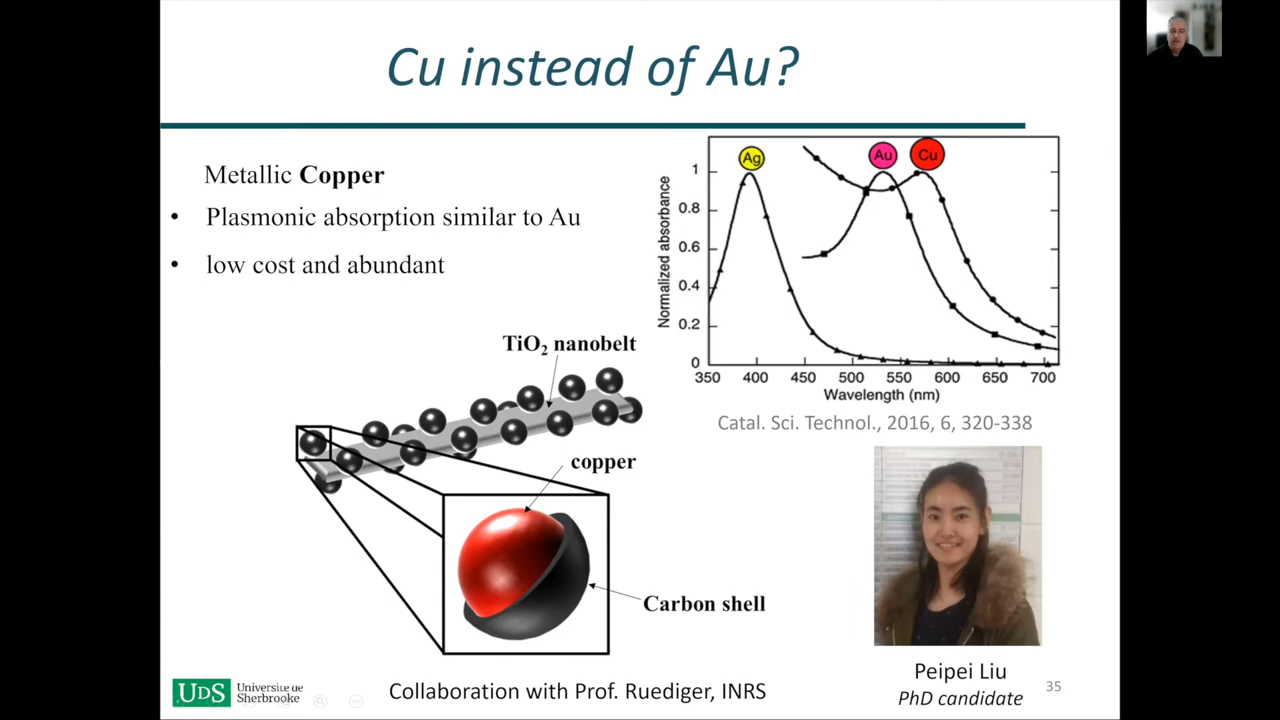 Cu instead of Au?
Metallic Copper
• Plasmonic absorption similar to Au
• low cost and abundant
Ag
Au
Cu
Normalized absorbance
1
0.8
0.6
0.4
0.2
0
350 400 450 500 550 600 650 700
Wavelength (nm)
Catal. Sci. Technol., 2016, 6, 320-338
TiO₂ nanobelt
copper
Carbon shell
Peipei Liu
PhD candidate
UDS
Université de
Sherbrooke
Collaboration with Prof. Ruediger, INRS
35